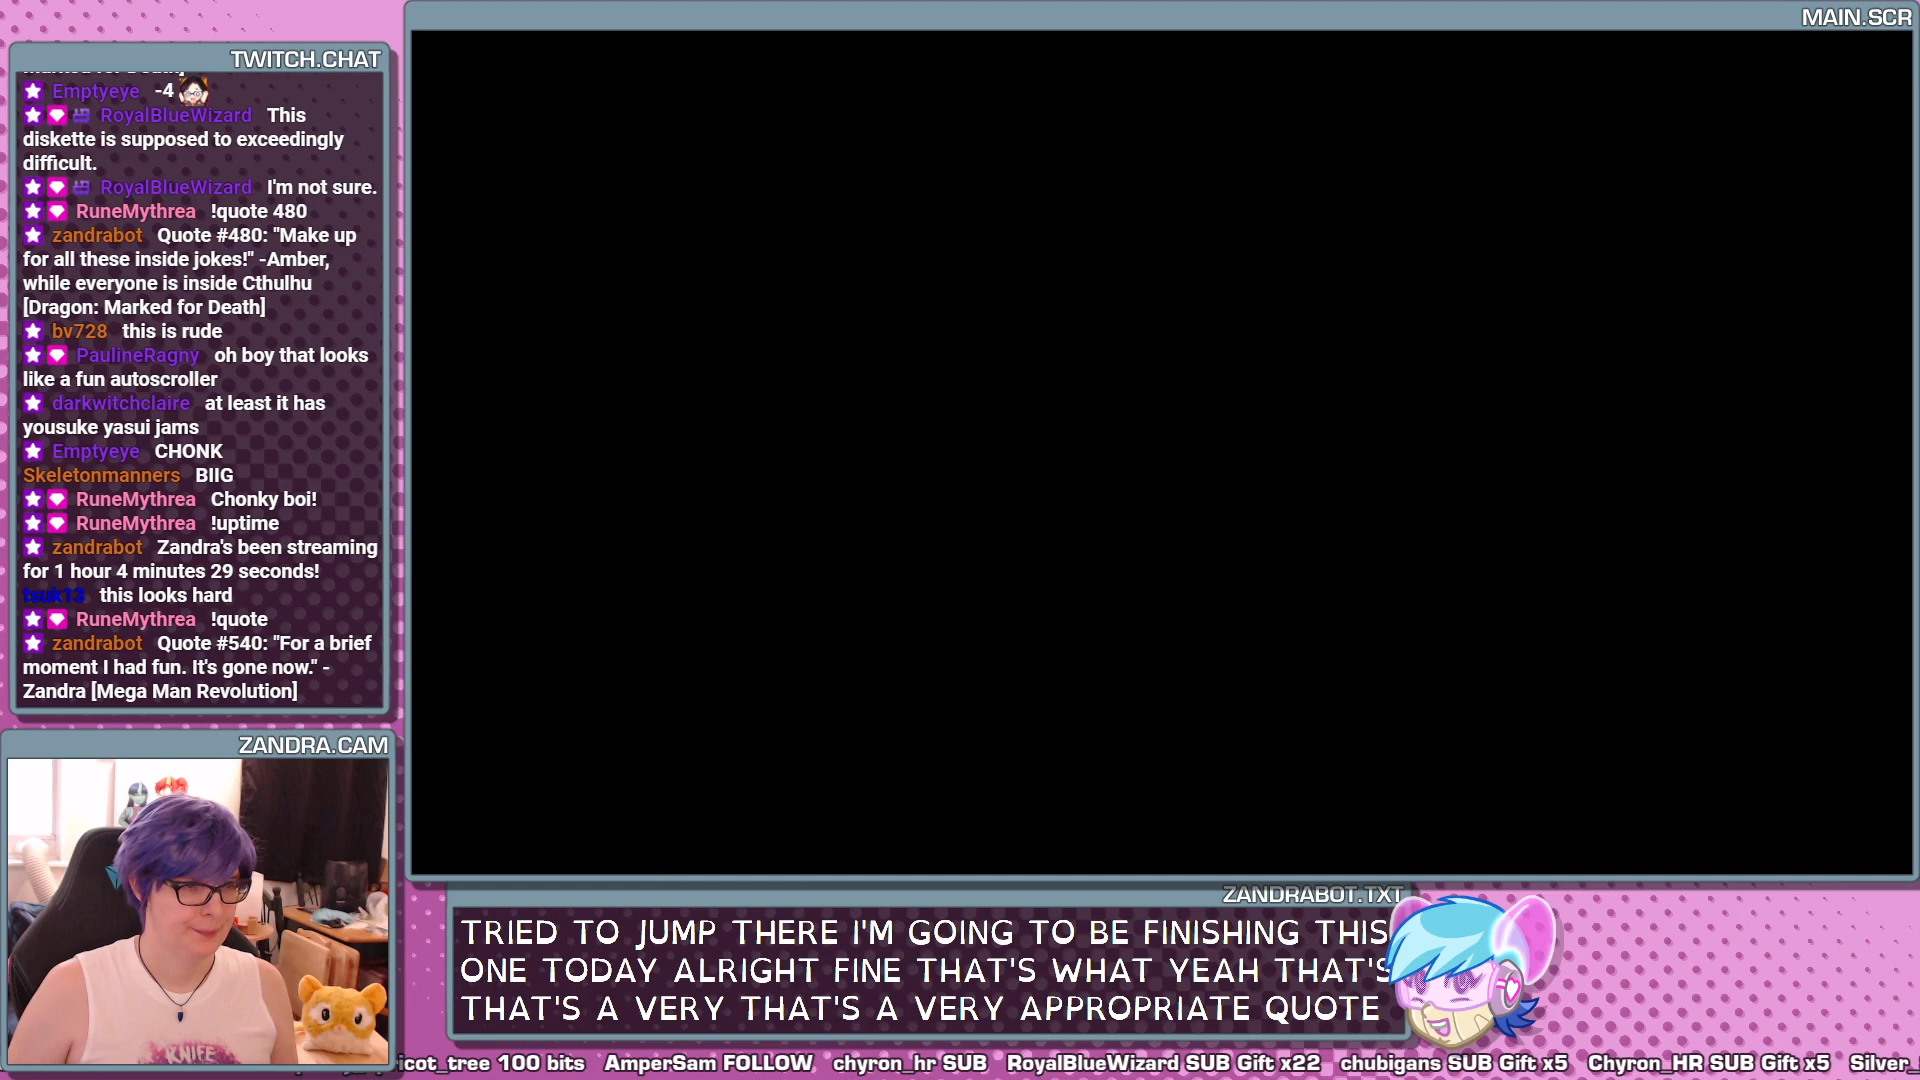 MAIN.SCR
TWITCH.CHAT
Emptyeye -4
RoyalBlueWizard This
diskette is supposed to exceedingly
difficult.
RoyalBlueWizard I'm not sure.
RuneMythrea !quote 480
zandrabot Quote #480: "Make up
for all these inside jokes!" -Amber,
while everyone is inside Cthulhu
[Dragon: Marked for Death]
bv728 this is rude
PaulineRagny oh boy that looks
like a fun autoscroller
darkwitchclaire at least it has
yousuke yasui jams
Emptyeye CHONK
Skeletonmanners BIIG
RuneMythrea Chonky boi!
RuneMythrea !uptime
zandrabot Zandra's been streaming
for 1 hour 4 minutes 29 seconds!
tsuk13 this looks hard
RuneMythrea !quote
zandrabot Quote #540: "For a brief
moment I had fun. It's gone now." -
Zandra [Mega Man Revolution]
ZANDRA.CAM
KNIFE
ZANDRABOT.TXT
TRIED TO JUMP THERE I'M GOING TO BE FINISHING THIS
ONE TODAY ALRIGHT FINE THAT'S WHAT YEAH THAT'S
THAT'S A VERY THAT'S A VERY APPROPRIATE QUOTE
icot_tree 100 bits AmperSam FOLLOW chyron_hr SUB RoyalBlueWizard SUB Gift x22 chubigans SUB Gift x5 Chyron_HR SUB Gift x5 Silver_